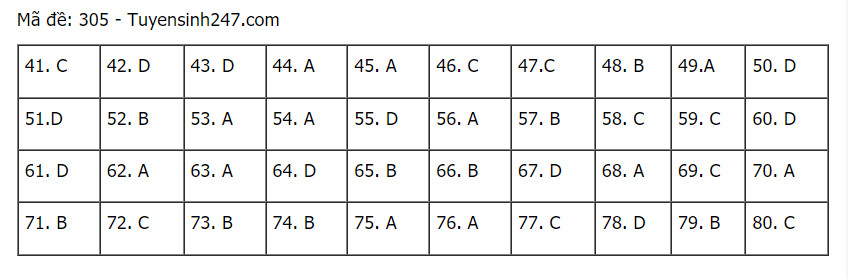 Mã đề: 305 - Tuyensinh247.com
41. C 42. D 43. D 44. A 45. A 46. C 47.C 48. B 49.A 50. D
51.D 52. B 53. A 54. A 55. D 56. A 57. B 58. C 59. C 60. D
61. D 62. A 63. A 64. D 65. B 66. B 67. D 68. A 69. C 70. A
71. B 72. C 73. B 74. B 75. A 76. A 77. C 78. D 79. B 80. C